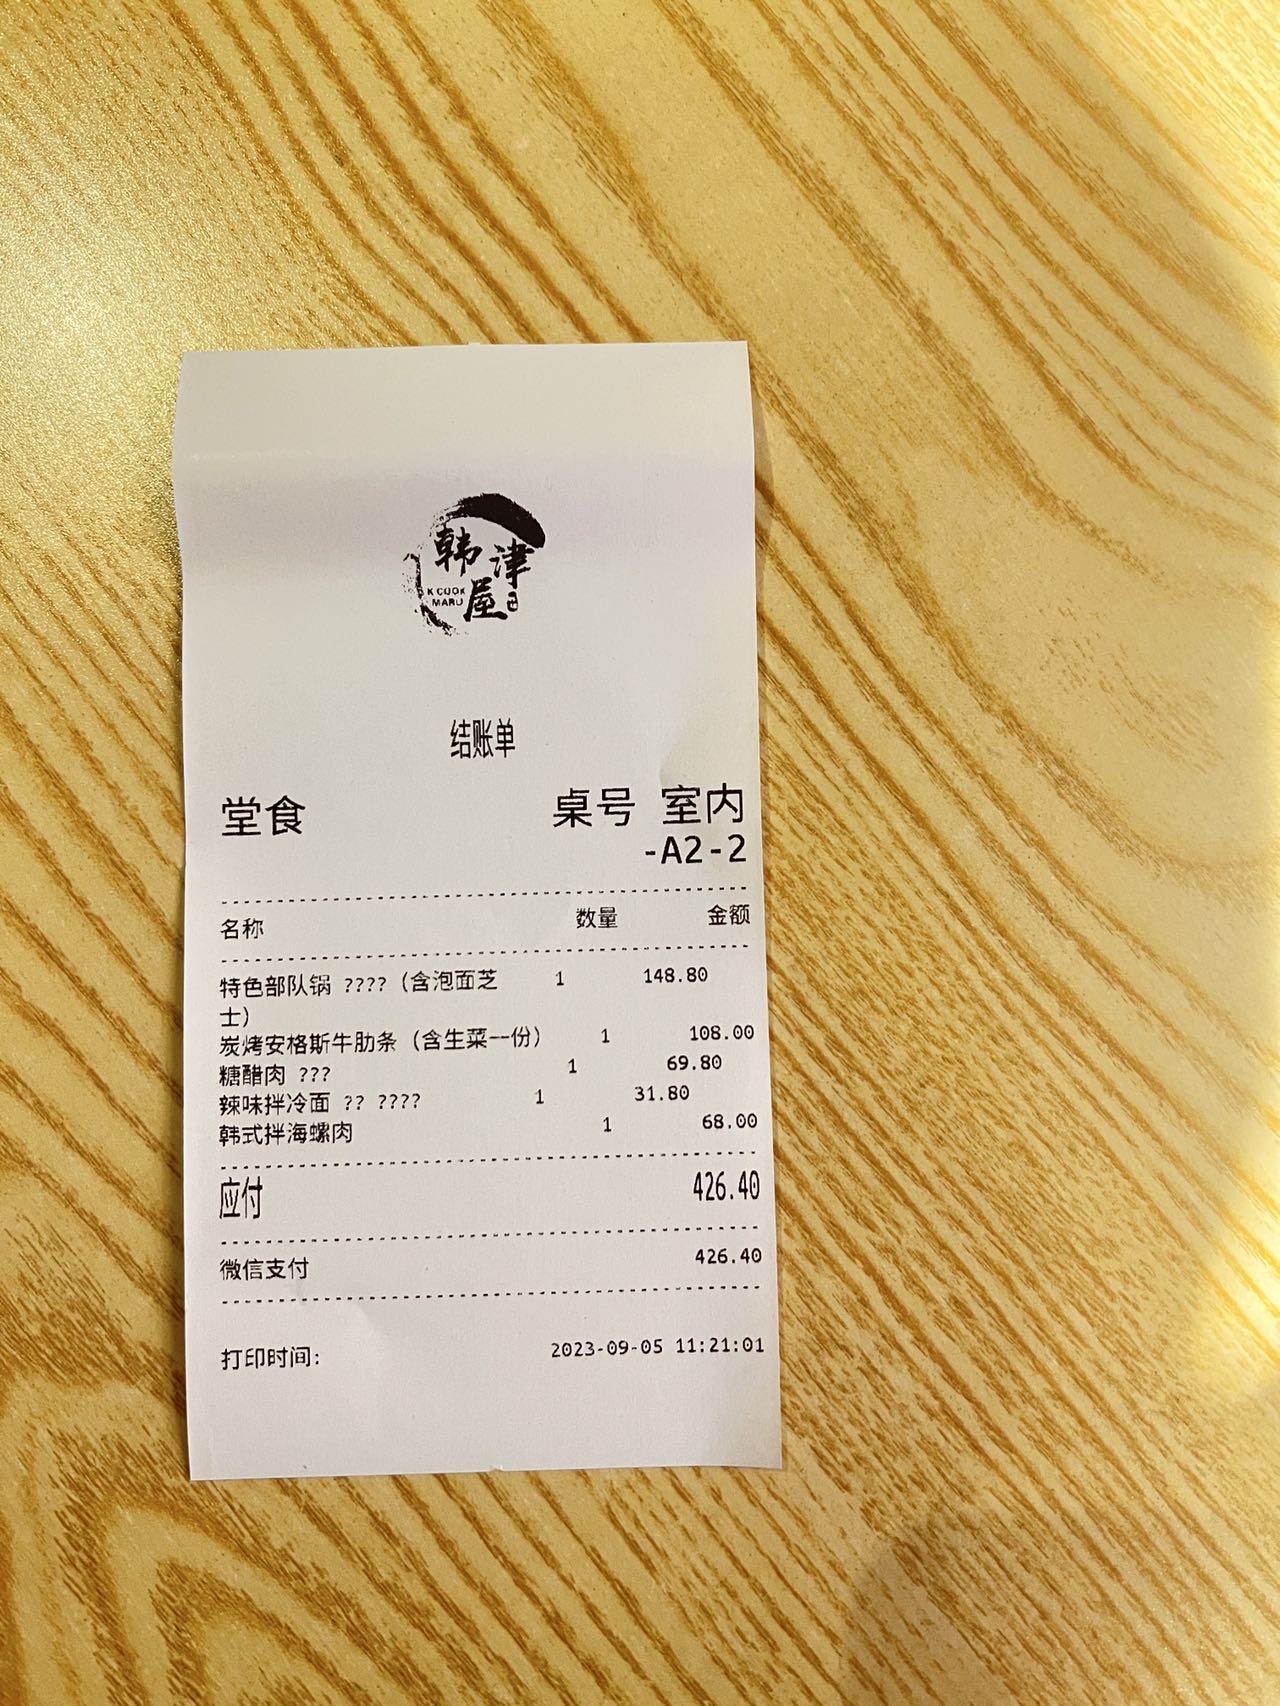 韩津屋
K COOK
MARU
结账单
堂食 桌号 室内
-A2-2
名称 数量 金额
特色部队锅 ???? (含泡面芝 1 148.80
士)
炭烤安格斯牛肋条 (含生菜一份) 1 108.00
糖醋肉 ??? 1 69.80
辣味拌冷面 ?? ???? 1 31.80
韩式拌海螺肉 1 68.00
应付 426.40
微信支付 426.40
打印时间: 2023-09-05 11:21:01